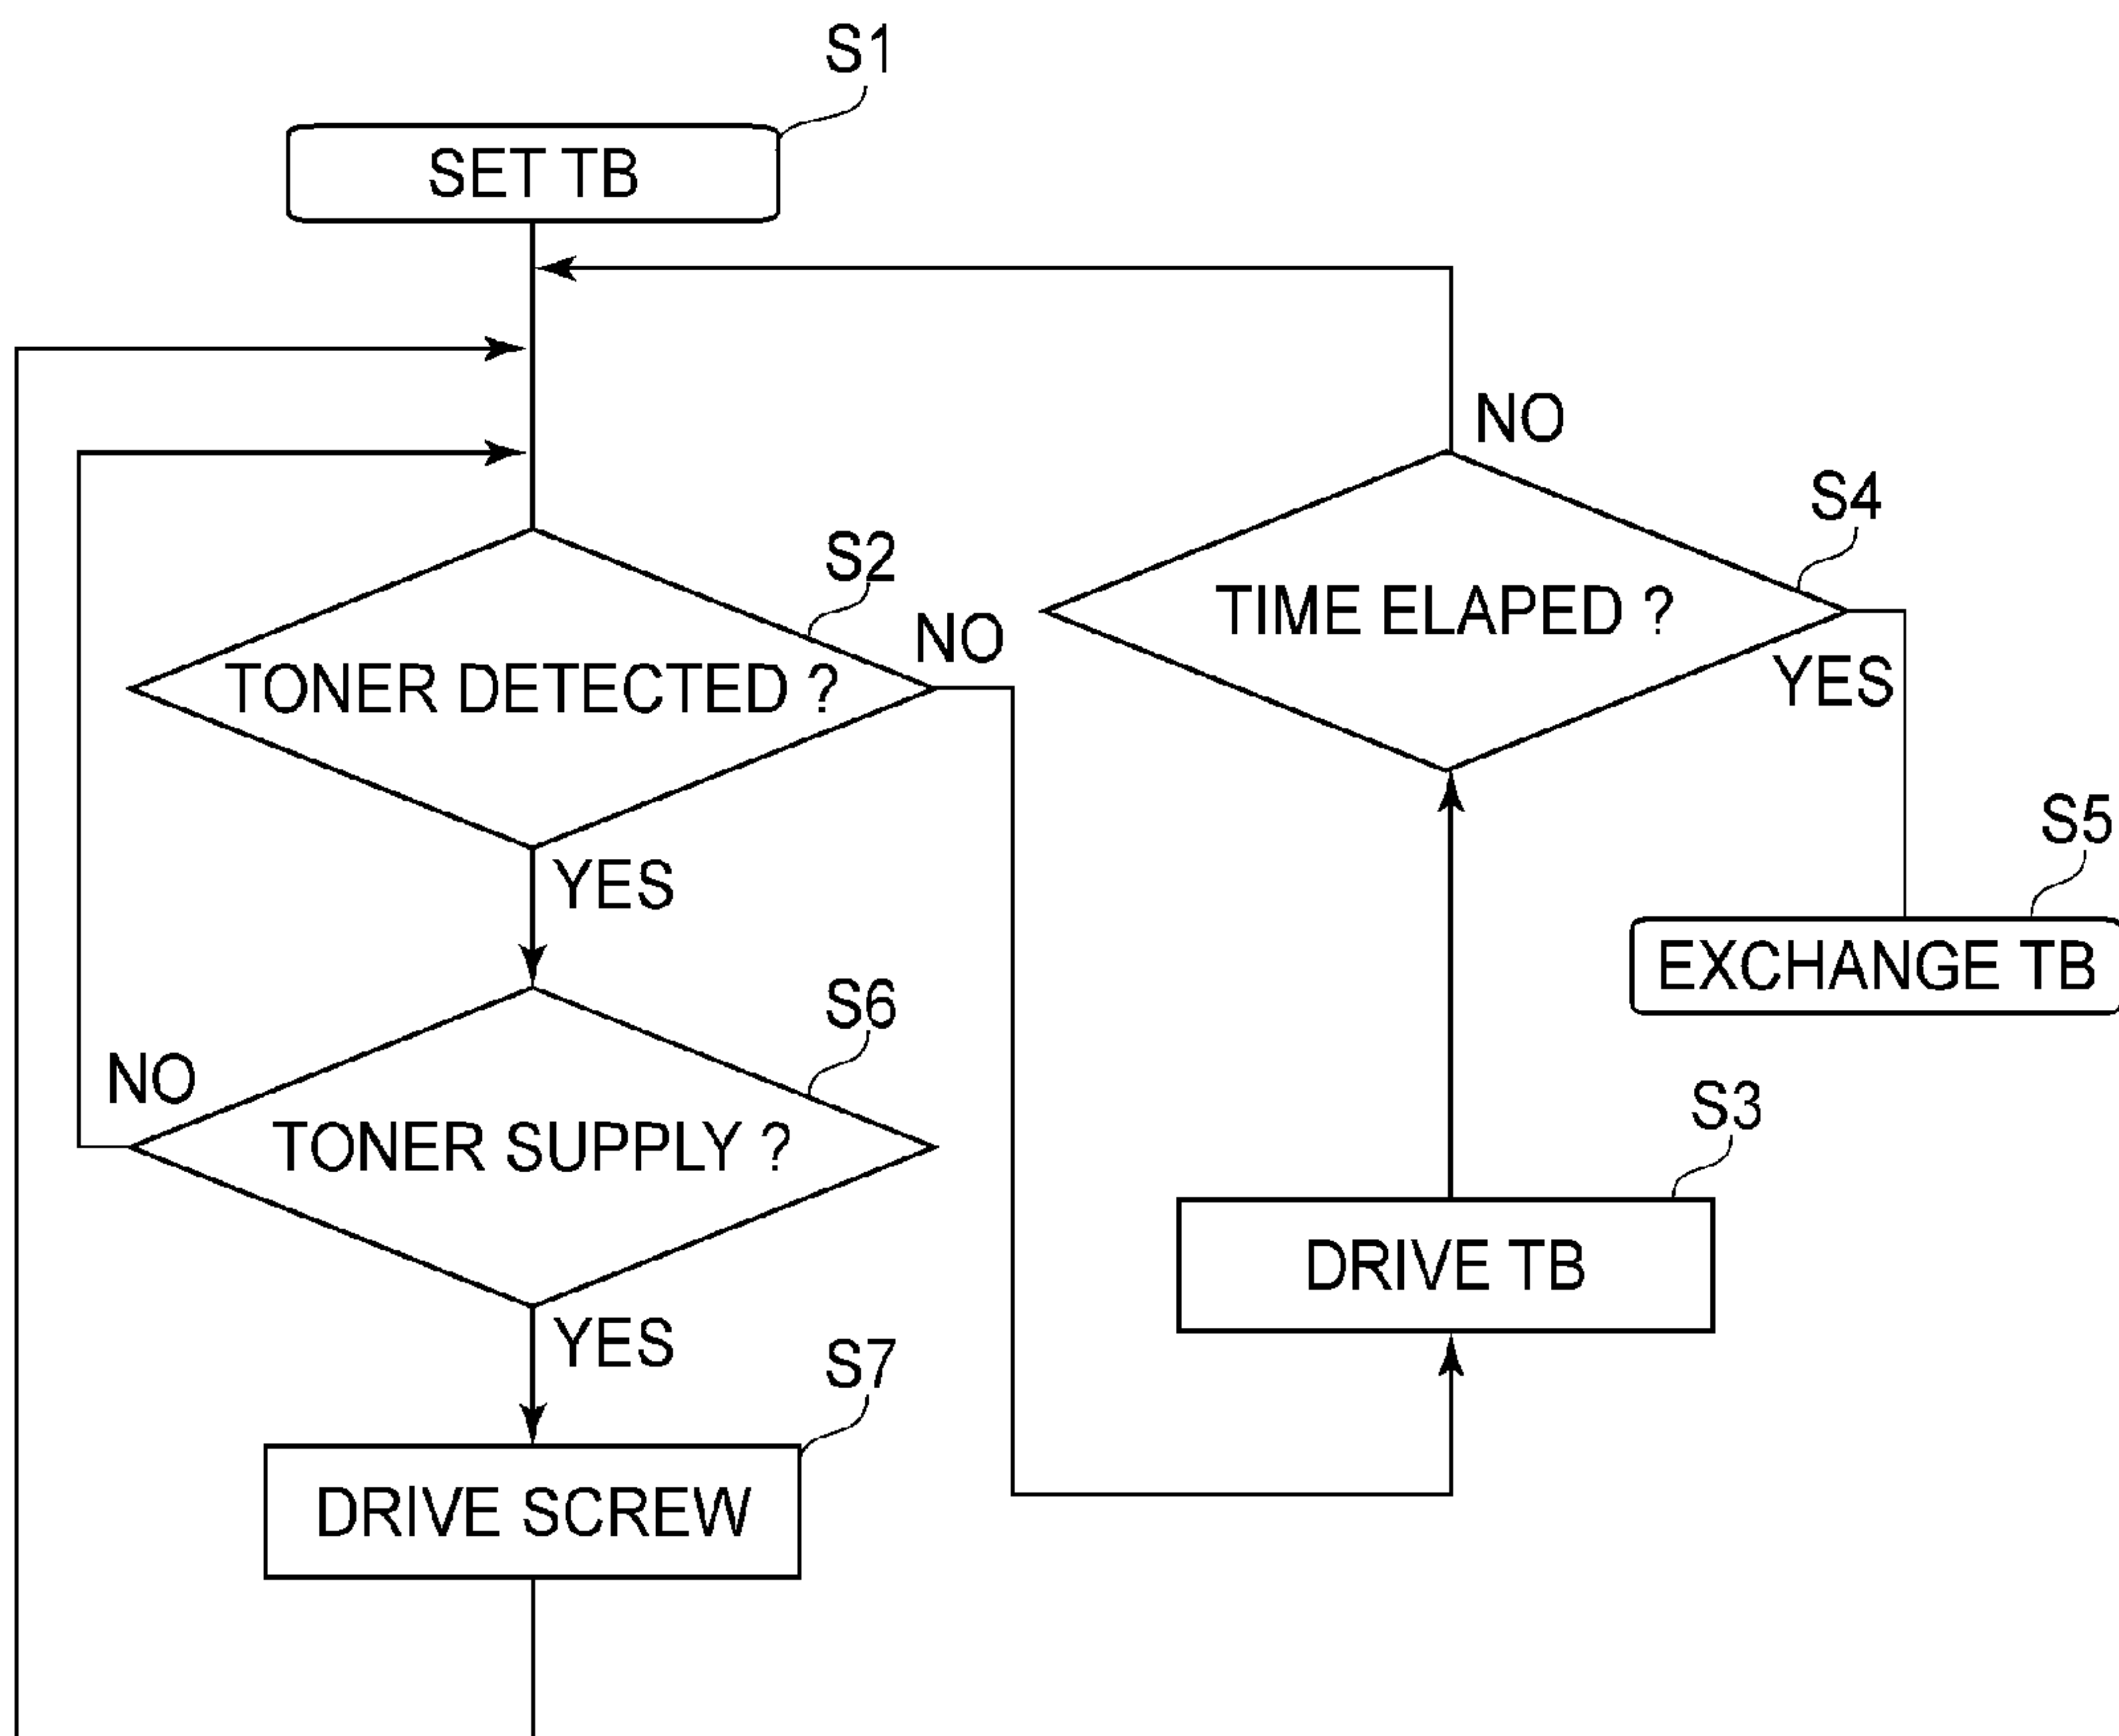 S1
SET TB
NO
S4
S2
TIME ELAPED ?
NO
TONER DETECTED ?
YES
S5
YES
EXCHANGE TB
S6
NO
S3
TONER SUPPLY ?
DRIVE TB
YES
S7
DRIVE SCREW